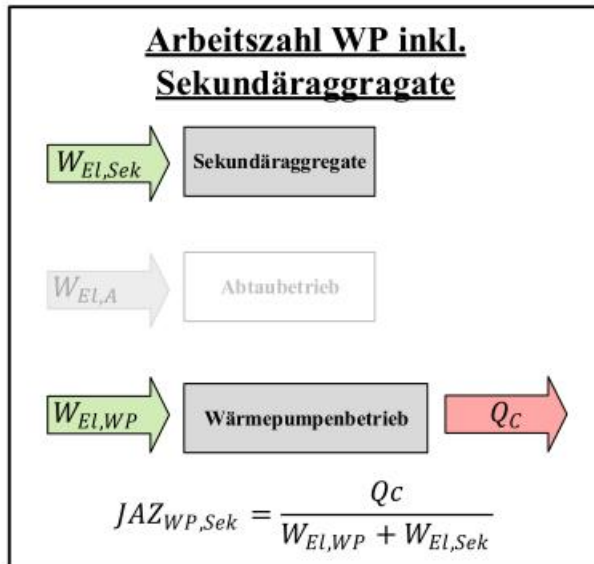 Arbeitszahl WP inkl.
Sekundäraggragate
W_{El,Sek}
Sekundäraggregate
W_{El,A}
Abtaubetrieb
W_{El,WP}
Wärmepumpenbetrieb
Q_C
JAZ_{WP,Sek} = \frac{Qc}{W_{El,WP} + W_{El,Sek}}